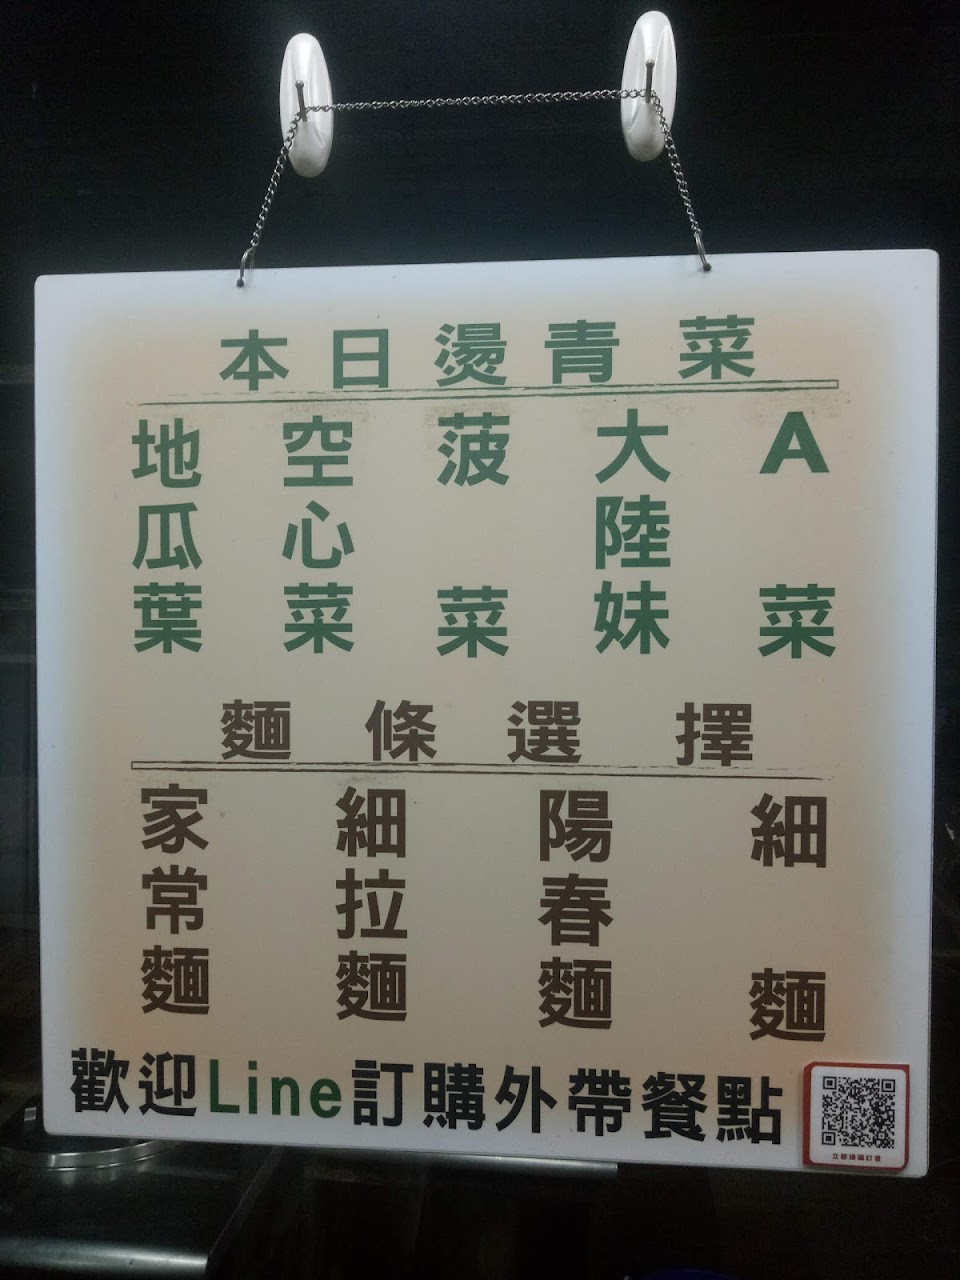 本日燙青菜
地瓜葉
空心菜
菠菜
大陸妹
A菜
麵條選擇
家常麵
細拉麵
陽春麵
細麵
歡迎Line訂購外帶餐點